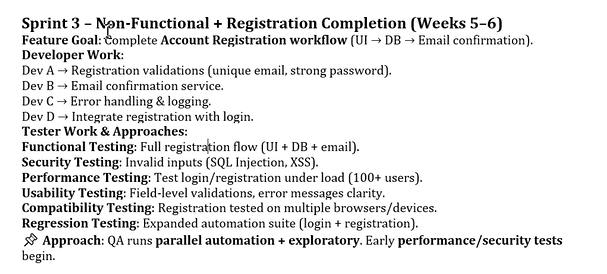 Sprint 3 – Non-Functional + Registration Completion (Weeks 5–6)
Feature Goal: Complete Account Registration workflow (UI → DB → Email confirmation).
Developer Work:
Dev A → Registration validations (unique email, strong password).
Dev B → Email confirmation service.
Dev C → Error handling & logging.
Dev D → Integrate registration with login.
Tester Work & Approaches:
Functional Testing: Full registration flow (UI + DB + email).
Security Testing: Invalid inputs (SQL Injection, XSS).
Performance Testing: Test login/registration under load (100+ users).
Usability Testing: Field-level validations, error messages clarity.
Compatibility Testing: Registration tested on multiple browsers/devices.
Regression Testing: Expanded automation suite (login + registration).
📌 Approach: QA runs parallel automation + exploratory. Early performance/security tests
begin.